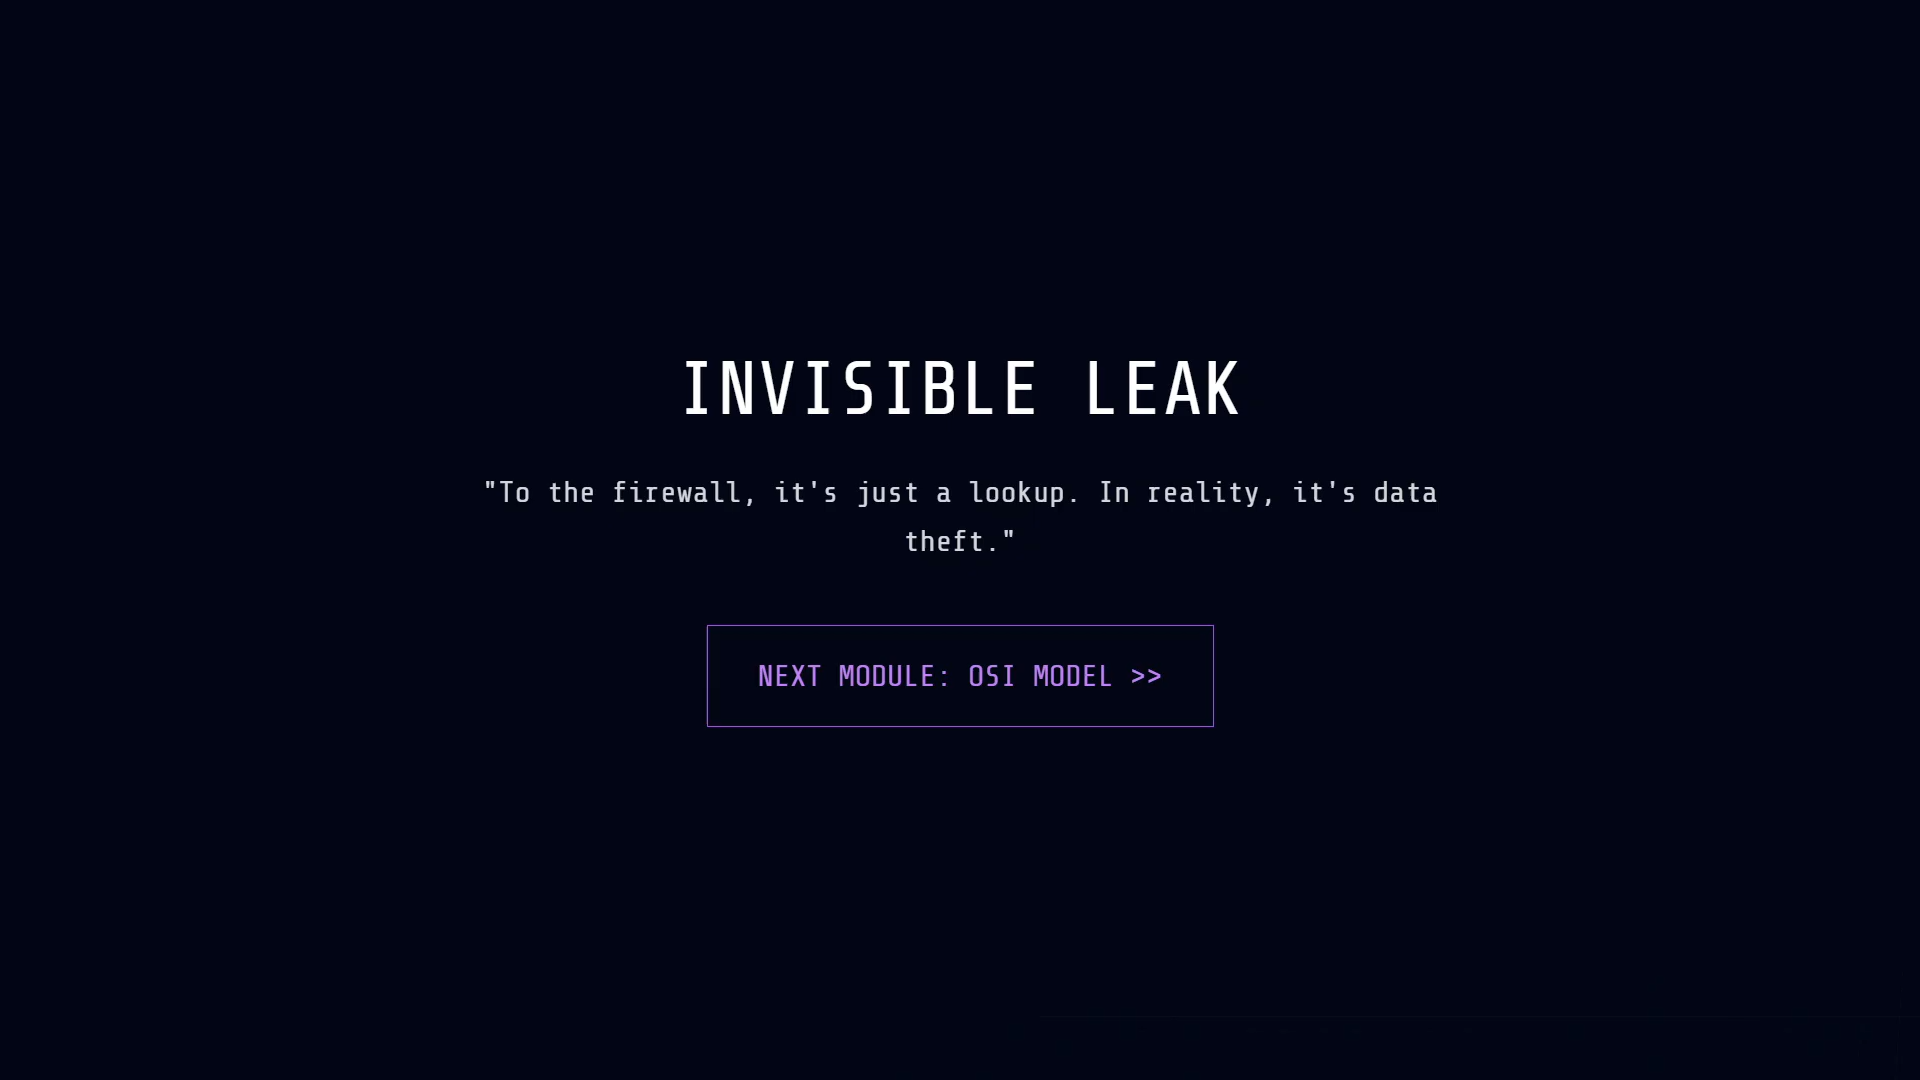 INVISIBLE LEAK
"To the firewall, it's just a lookup. In reality, it's data
theft."
NEXT MODULE: OSI MODEL >>